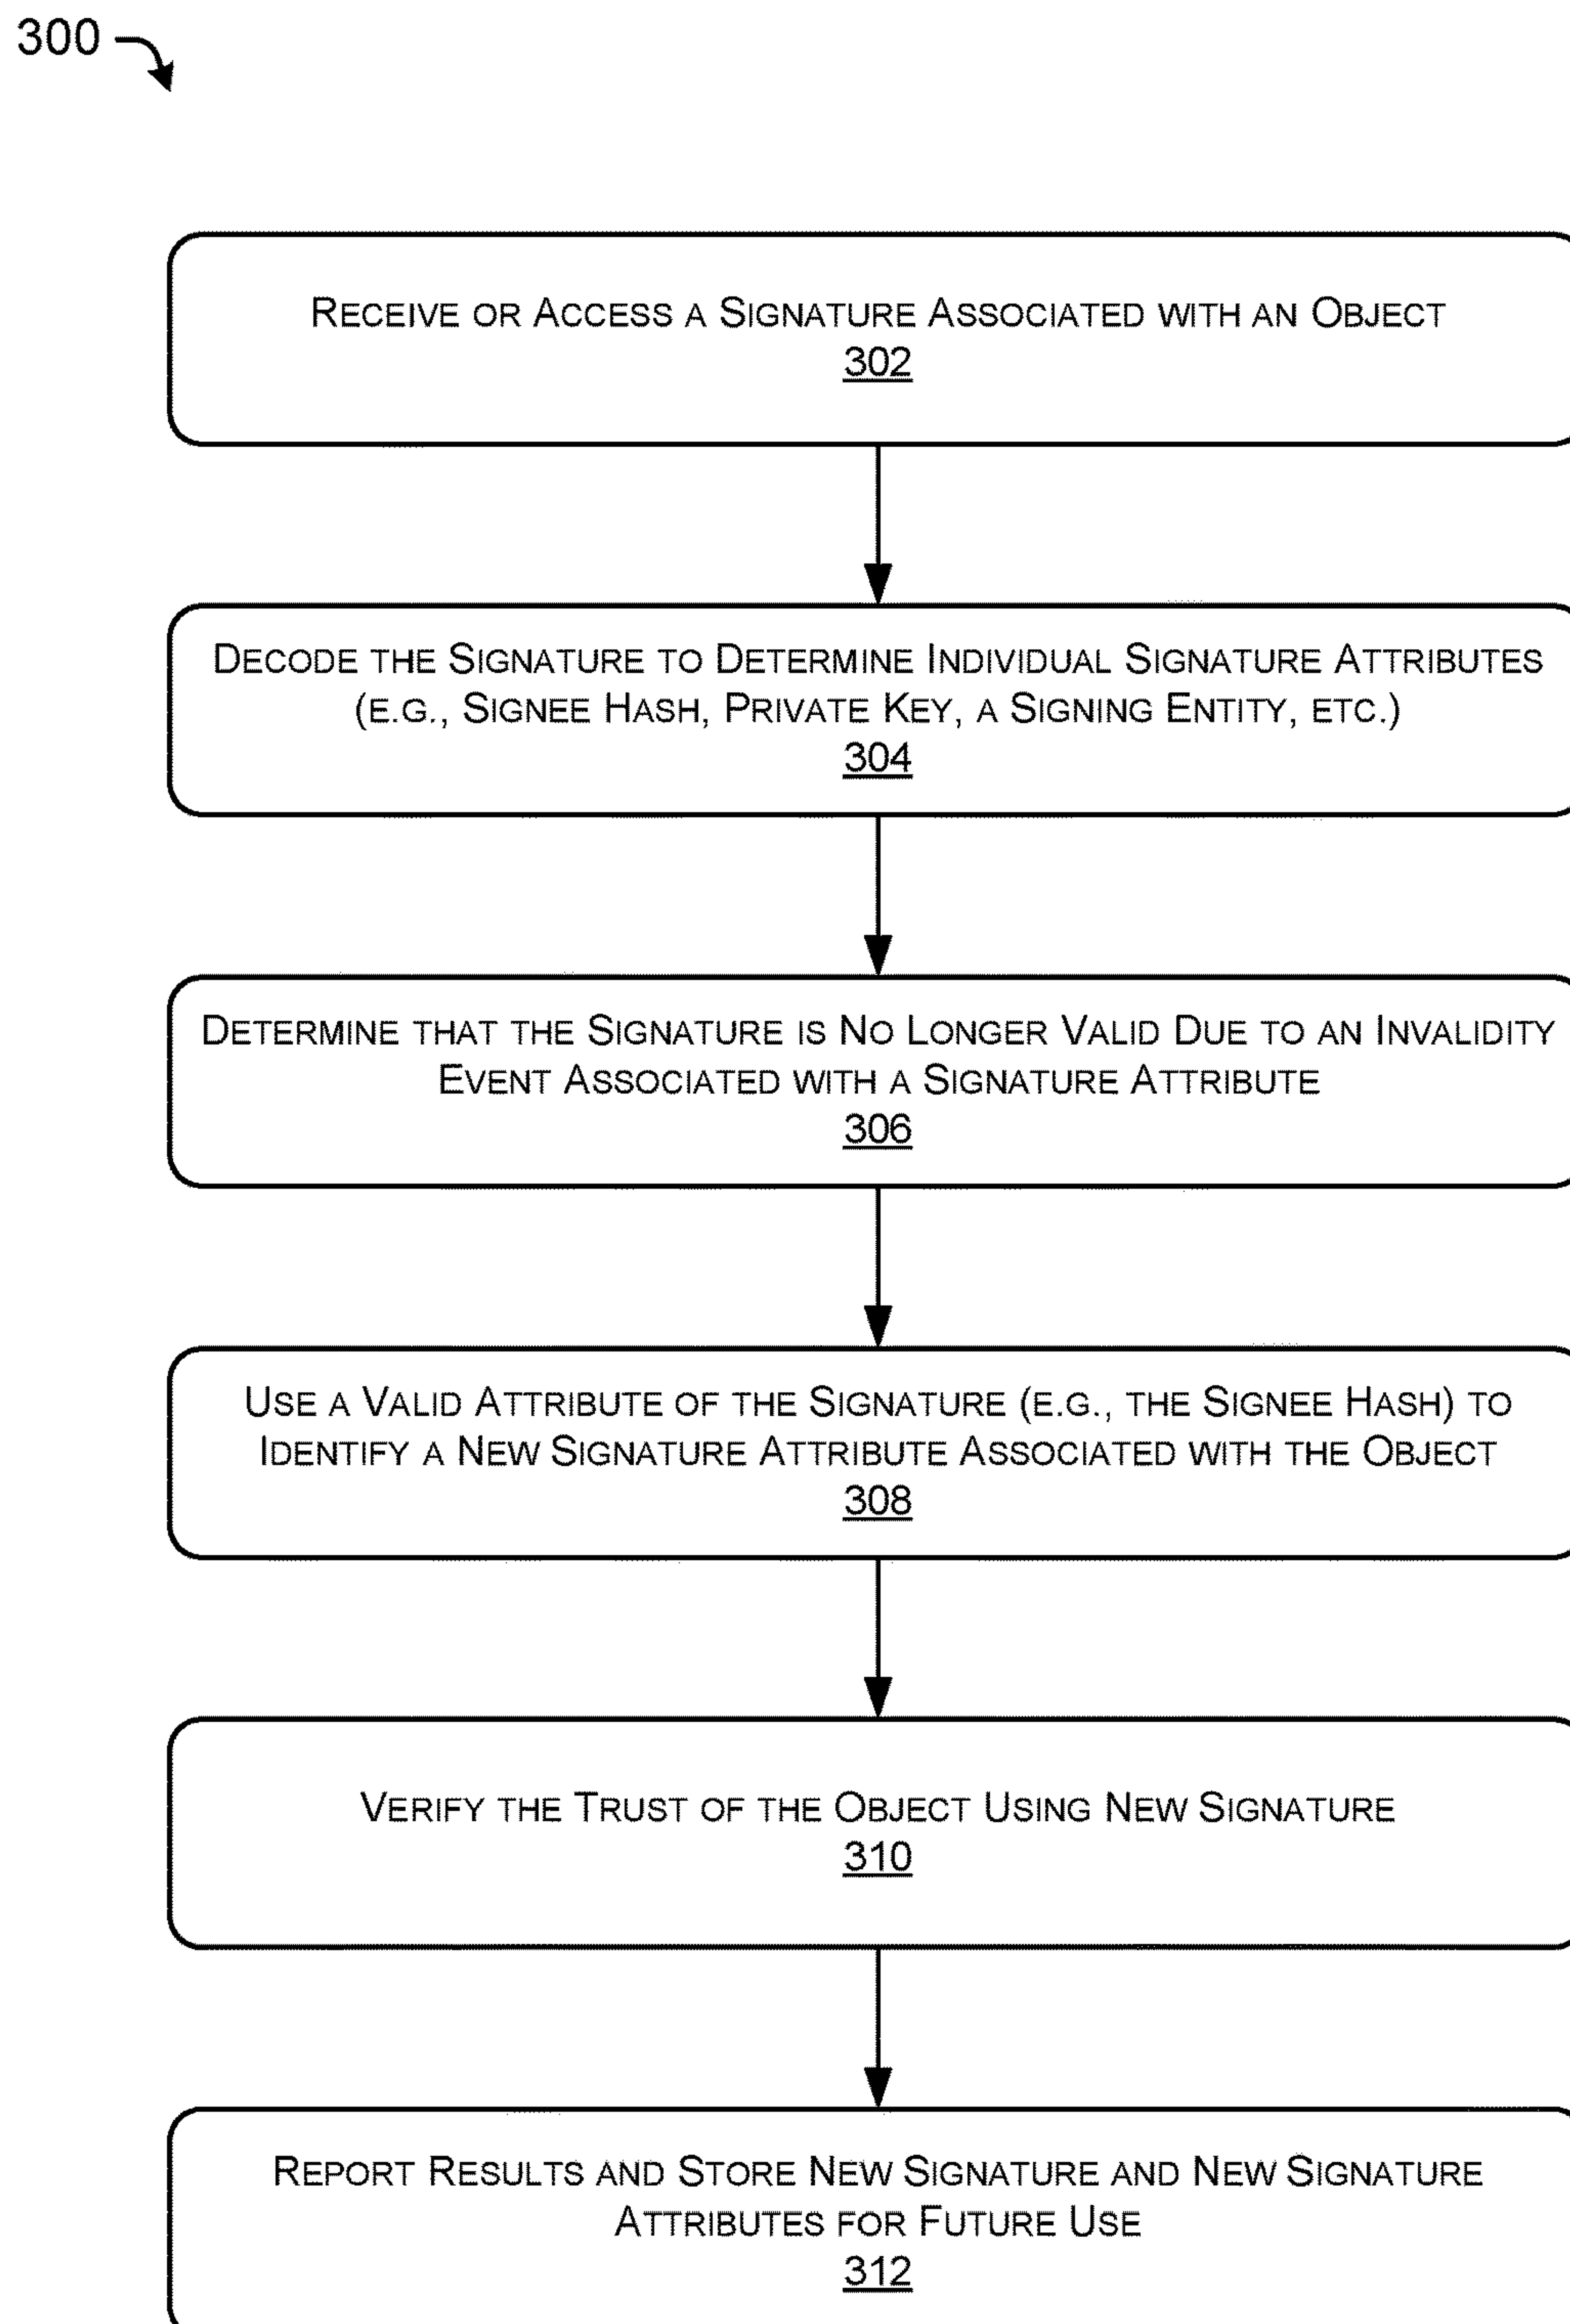 300
Receive or Access a Signature Associated with an Object
302
Decode the Signature to Determine Individual Signature Attributes
(e.g., Signee Hash, Private Key, a Signing Entity, etc.)
304
Determine that the Signature is No Longer Valid Due to an Invalidity
Event Associated with a Signature Attribute
306
Use a Valid Attribute of the Signature (e.g., the Signee Hash) to
Identify a New Signature Attribute Associated with the Object
308
Verify the Trust of the Object Using New Signature
310
Report Results and Store New Signature and New Signature
Attributes for Future Use
312